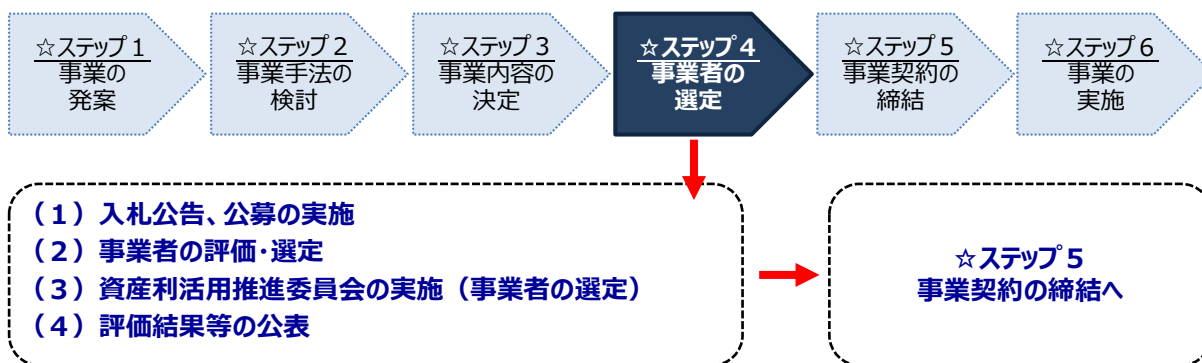 ☆ステップ１
事業の
発案
☆ステップ２
事業手法の
検討
☆ステップ３
事業内容の
決定
☆ステップ４
事業者の
選定
☆ステップ５
事業契約の
締結
☆ステップ６
事業の
実施
（１）入札公告、公募の実施
（２）事業者の評価・選定
（３）資産利活用推進委員会の実施（事業者の選定）
（４）評価結果等の公表
☆ステップ５
事業契約の締結へ